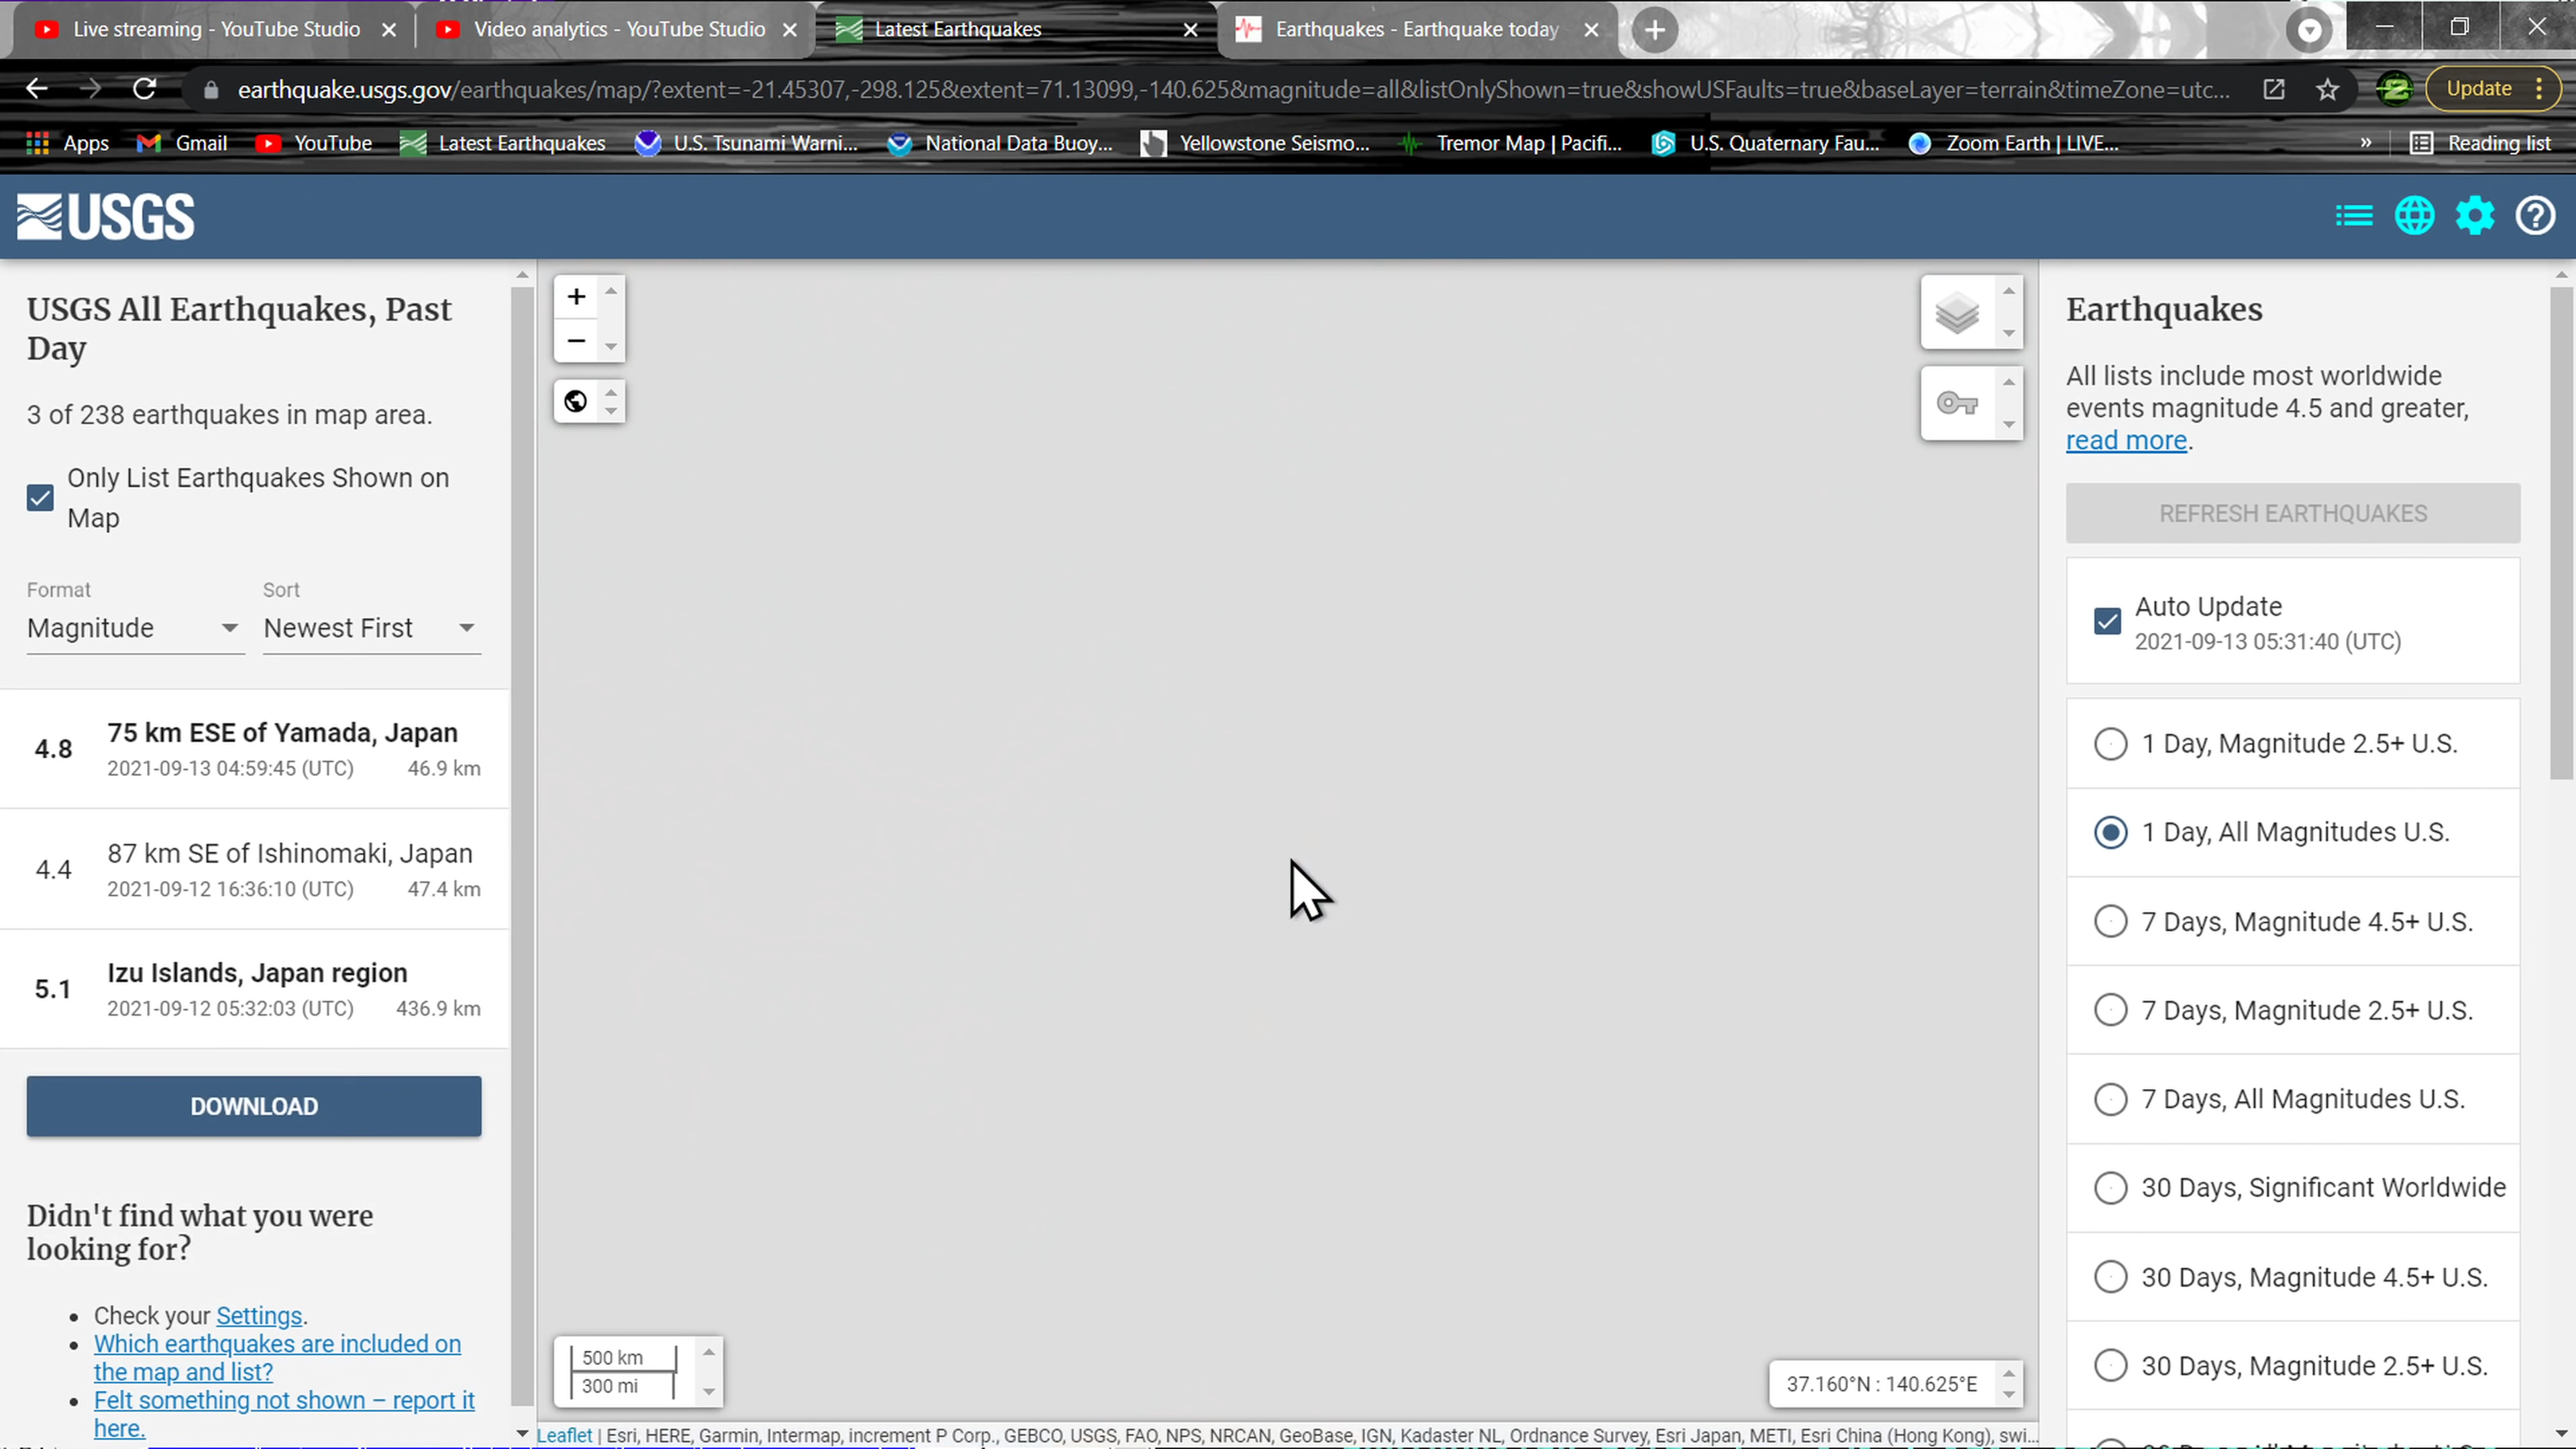 Live streaming - YouTube Studio
Video analytics - YouTube Studio
Latest Earthquakes
Earthquakes - Earthquake today
earthquake.usgs.gov/earthquakes/map/?extent=-21.45307,-298.125&extent=71.13099,-140.625&magnitude=all&listOnlyShown=true&showUSFaults=true&baseLayer=terrain&timeZone=utc...
Update
Apps
Gmail
YouTube
Latest Earthquakes
U.S. Tsunami Warni...
National Data Buoy...
Yellowstone Seismo...
Tremor Map | Pacifi...
U.S. Quaternary Fau...
Zoom Earth | LIVE...
»
Reading list
USGS
USGS All Earthquakes, Past
Day
3 of 238 earthquakes in map area.
Only List Earthquakes Shown on
Map
Format
Magnitude
Sort
Newest First
4.8
75 km ESE of Yamada, Japan
2021-09-13 04:59:45 (UTC) 46.9 km
4.4
87 km SE of Ishinomaki, Japan
2021-09-12 16:36:10 (UTC) 47.4 km
5.1
Izu Islands, Japan region
2021-09-12 05:32:03 (UTC) 436.9 km
DOWNLOAD
Didn't find what you were
looking for?
• Check your Settings.
• Which earthquakes are included on
the map and list?
• Felt something not shown – report it
here.
+
−
500 km
300 mi
37.160°N : 140.625°E
Leaflet | Esri, HERE, Garmin, Intermap, increment P Corp., GEBCO, USGS, FAO, NPS, NRCAN, GeoBase, IGN, Kadaster NL, Ordnance Survey, Esri Japan, METI, Esri China (Hong Kong), swi...
Earthquakes
All lists include most worldwide
events magnitude 4.5 and greater,
read more.
REFRESH EARTHQUAKES
Auto Update
2021-09-13 05:31:40 (UTC)
1 Day, Magnitude 2.5+ U.S.
1 Day, All Magnitudes U.S.
7 Days, Magnitude 4.5+ U.S.
7 Days, Magnitude 2.5+ U.S.
7 Days, All Magnitudes U.S.
30 Days, Significant Worldwide
30 Days, Magnitude 4.5+ U.S.
30 Days, Magnitude 2.5+ U.S.